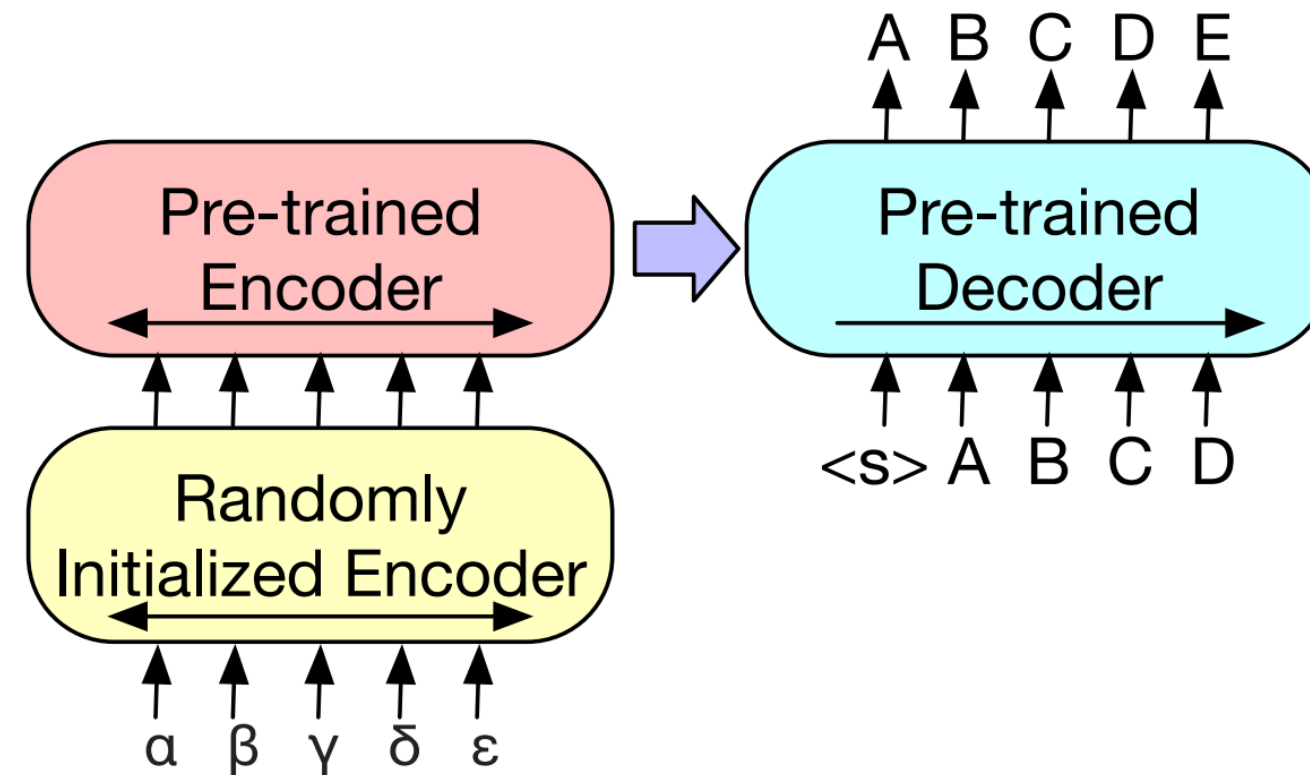 A B C D E
Pre-trained
Encoder
Pre-trained
Decoder
<s> A B C D
Randomly
Initialized Encoder
α β γ δ ε